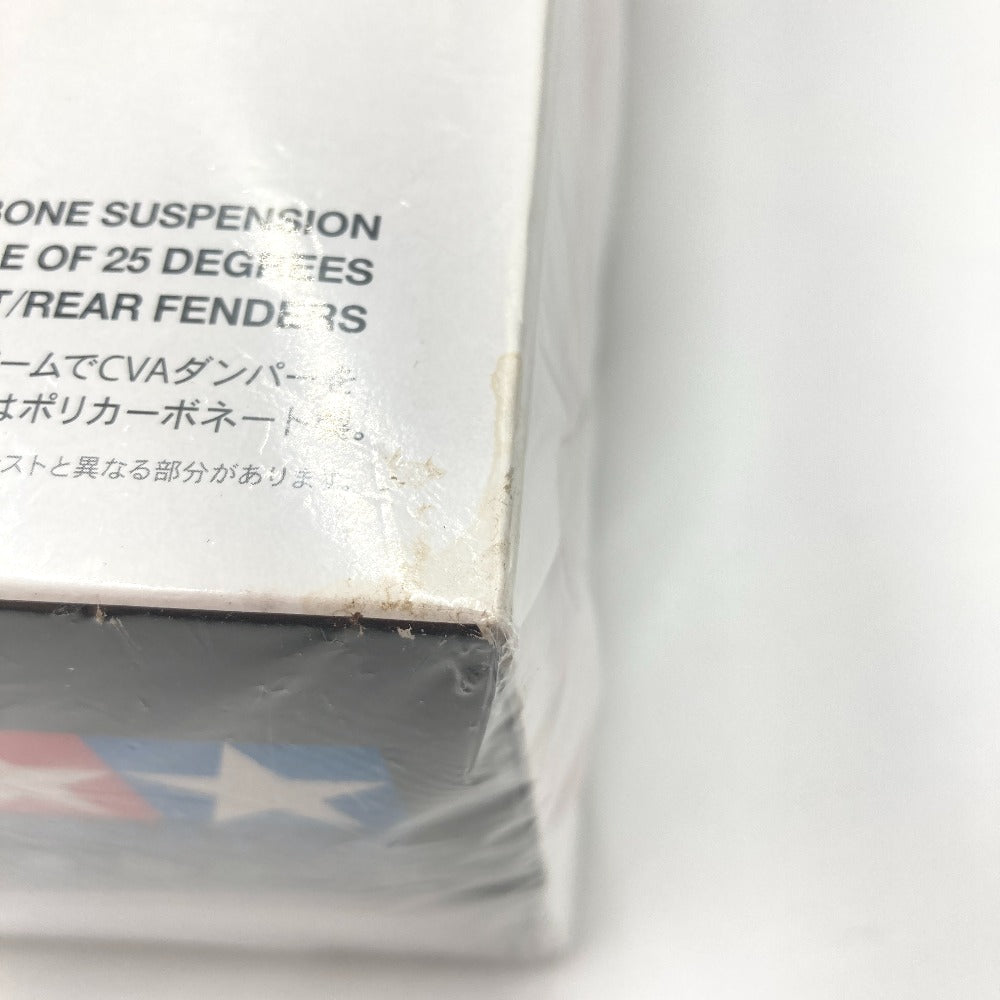 BONE SUSPENSION
E OF 25 DEGREES
T/REAR FENDERS
ームでCVAダンパーを
はポリカーボネート。
ストと異なる部分があります。